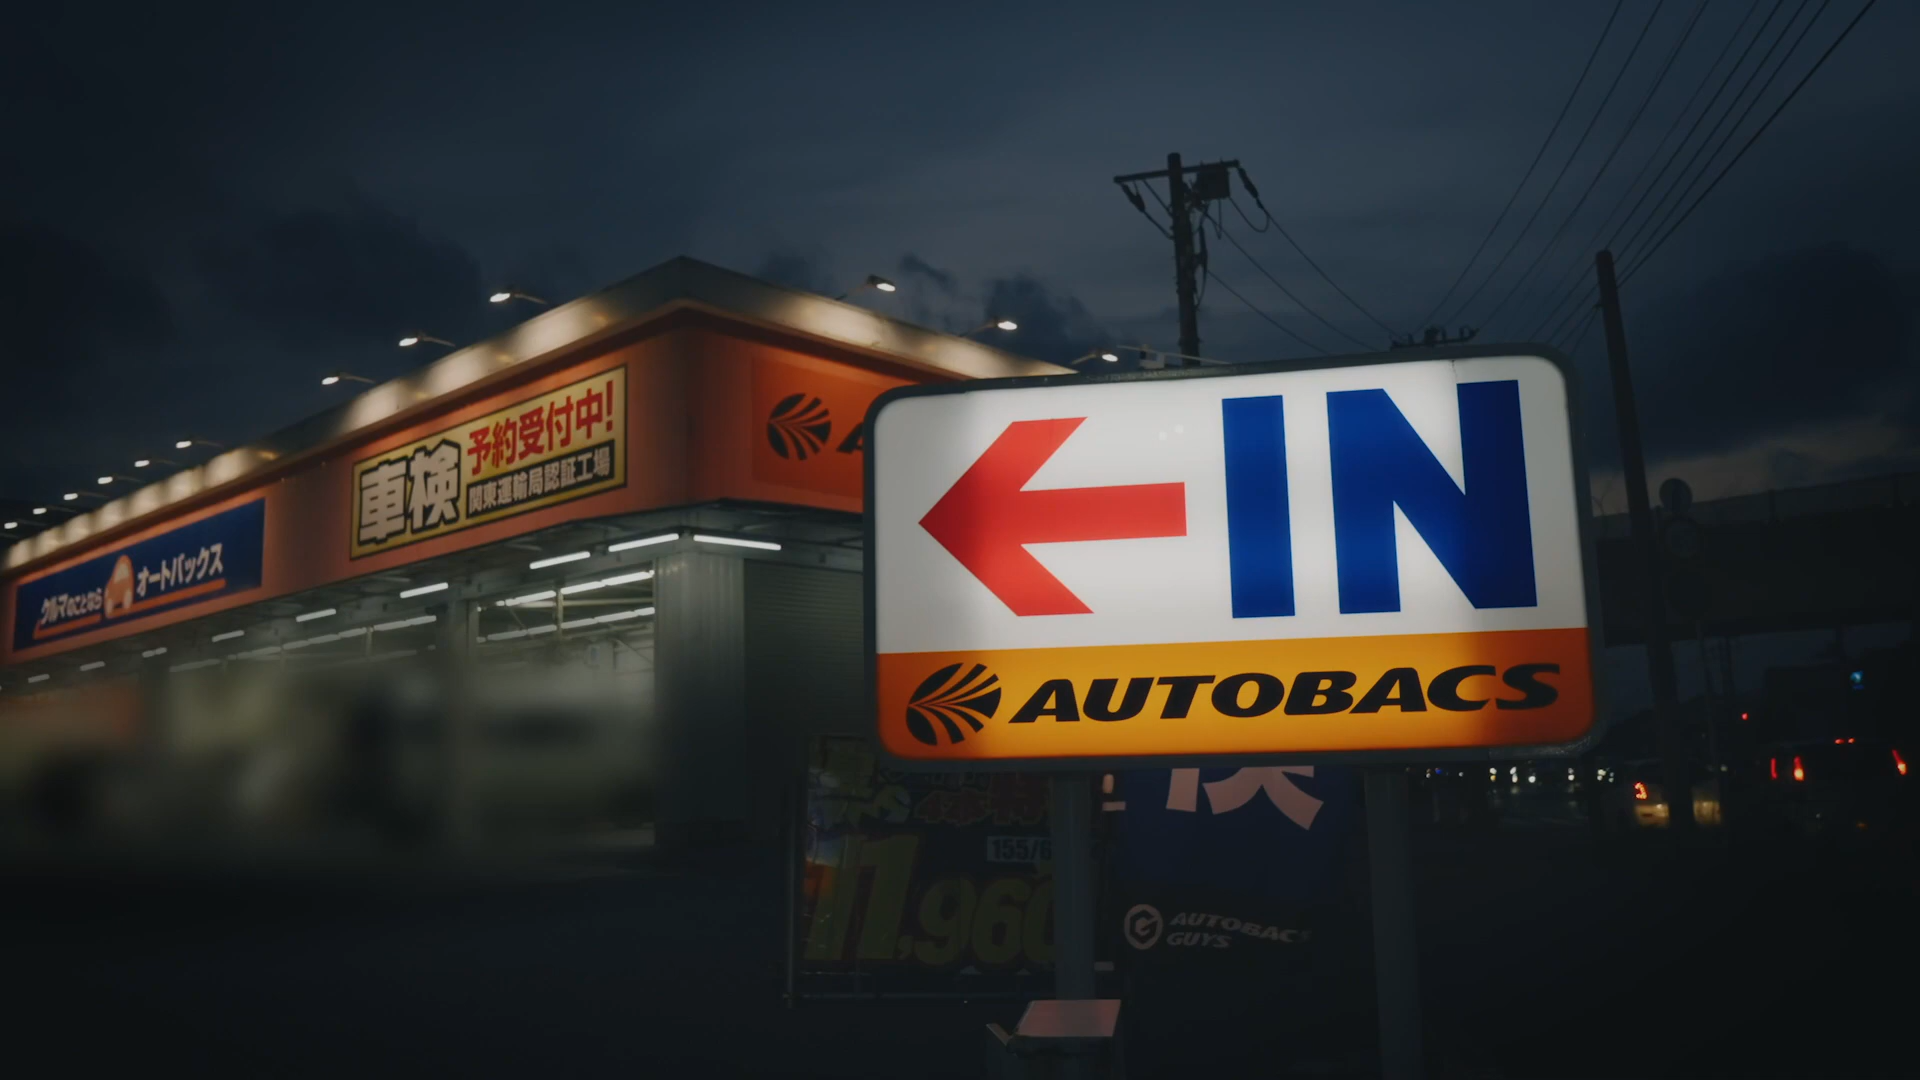 クルマのことなら オートバックス
車検
予約受付中!
関東運輸局認証工場
IN
AUTOBACS
155/6
11,960
AUTOBACS
GUYS